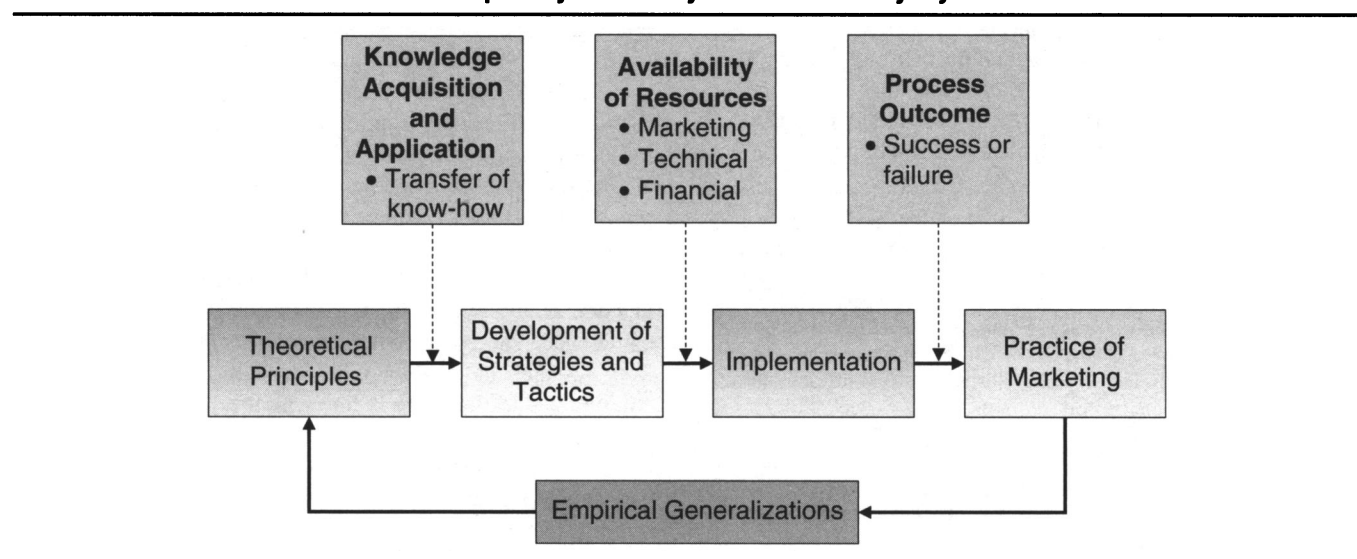 Knowledge
Acquisition
and
Application
• Transfer of
know-how
Availability
of Resources
• Marketing
• Technical
• Financial
Process
Outcome
• Success or
failure
Theoretical
Principles
Development of
Strategies and
Tactics
Implementation
Practice of
Marketing
Empirical Generalizations